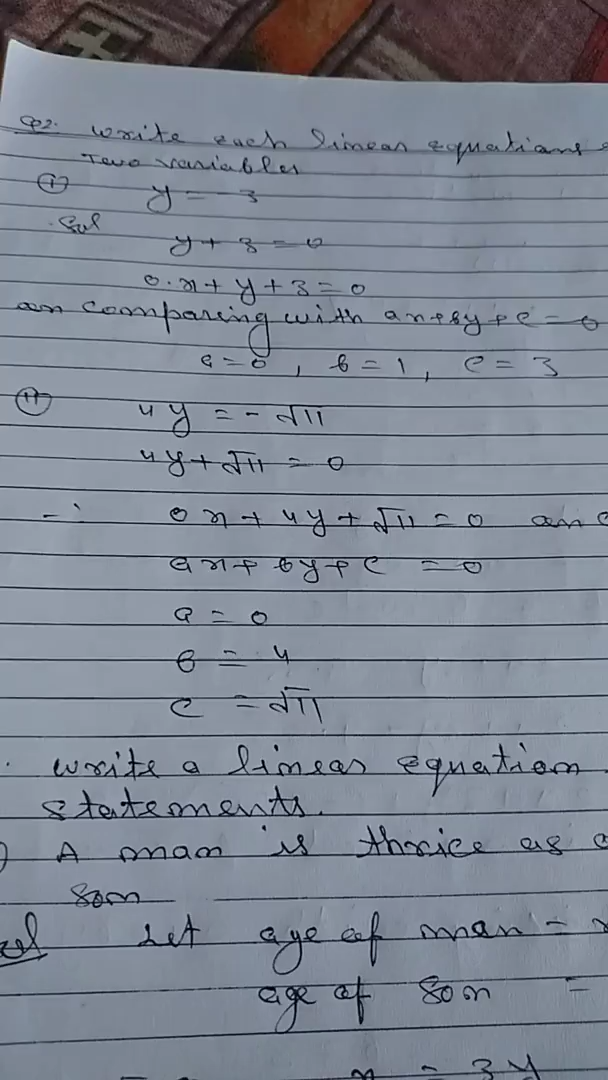 Q2. Write each linear equations
Two variables
(i) y = -3
Sol
y + 3 = 0
0.x + y + 3 = 0
on comparing with ax+by+c = 0
a = 0, b = 1, c = 3
(ii) 4y = -√11
4y + √11 = 0
∴ 0x + 4y + √11 = 0 on
ax + by + c = 0
a = 0
b = 4
c = √11
. write a linear equation
statements.
) A man is thrice as
son
Sol Let age of man =
age of son =
x = 3y